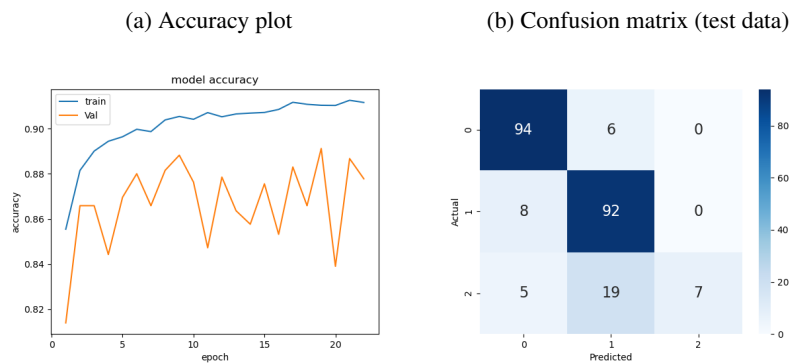 (a) Accuracy plot
(b) Confusion matrix (test data)
model accuracy
train
Val
0.90
0.88
0.86
0.84
0.82
accuracy
0 5 10 15 20
epoch
94 6 0
8 92 0
5 19 7
0
1
2
Actual
0 1 2
Predicted
80
60
40
20
0